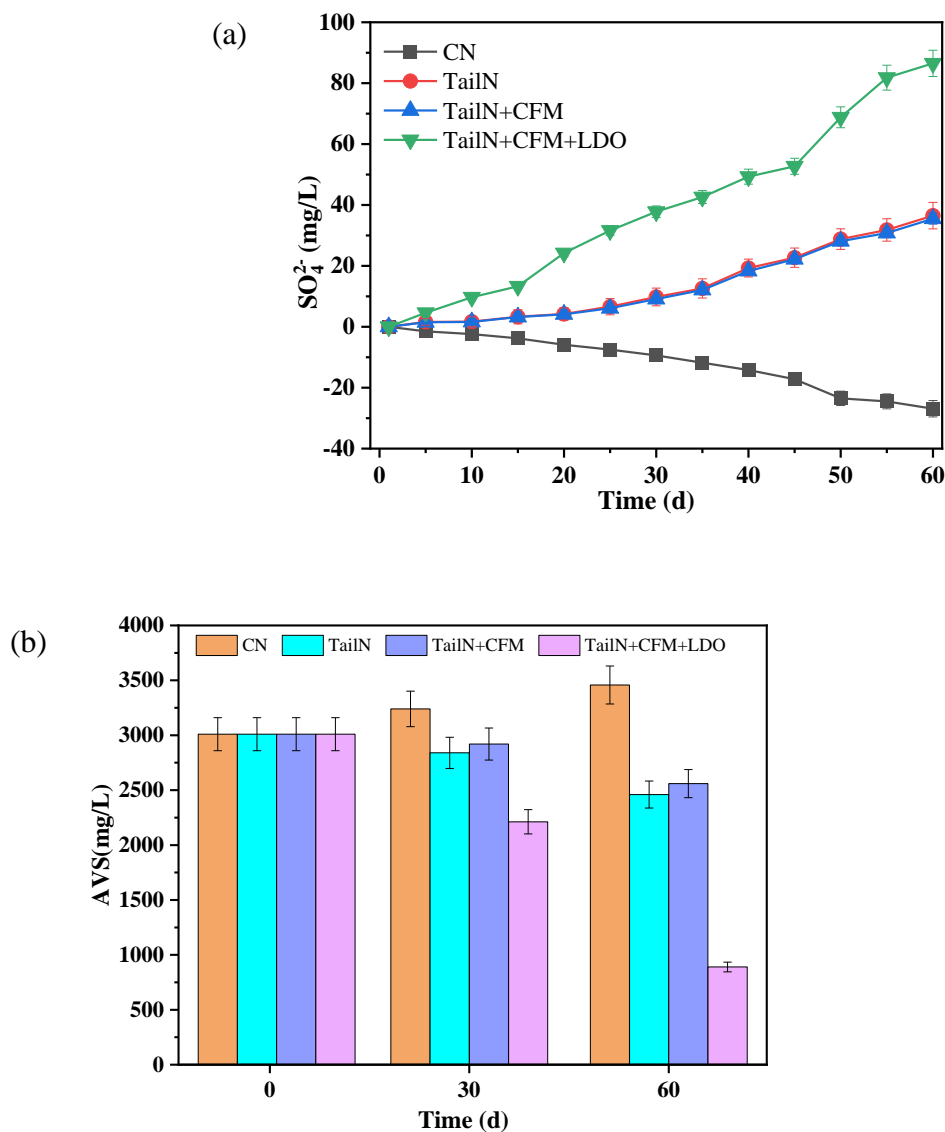 (a)
CN
TailN
TailN+CFM
TailN+CFM+LDO
SO₄²⁻ (mg/L)
100
80
60
40
20
0
-20
-40
0 10 20 30 40 50 60
Time (d)
(b)
CN TailN TailN+CFM TailN+CFM+LDO
AVS(mg/L)
4000
3500
3000
2500
2000
1500
1000
500
0
0 30 60
Time (d)